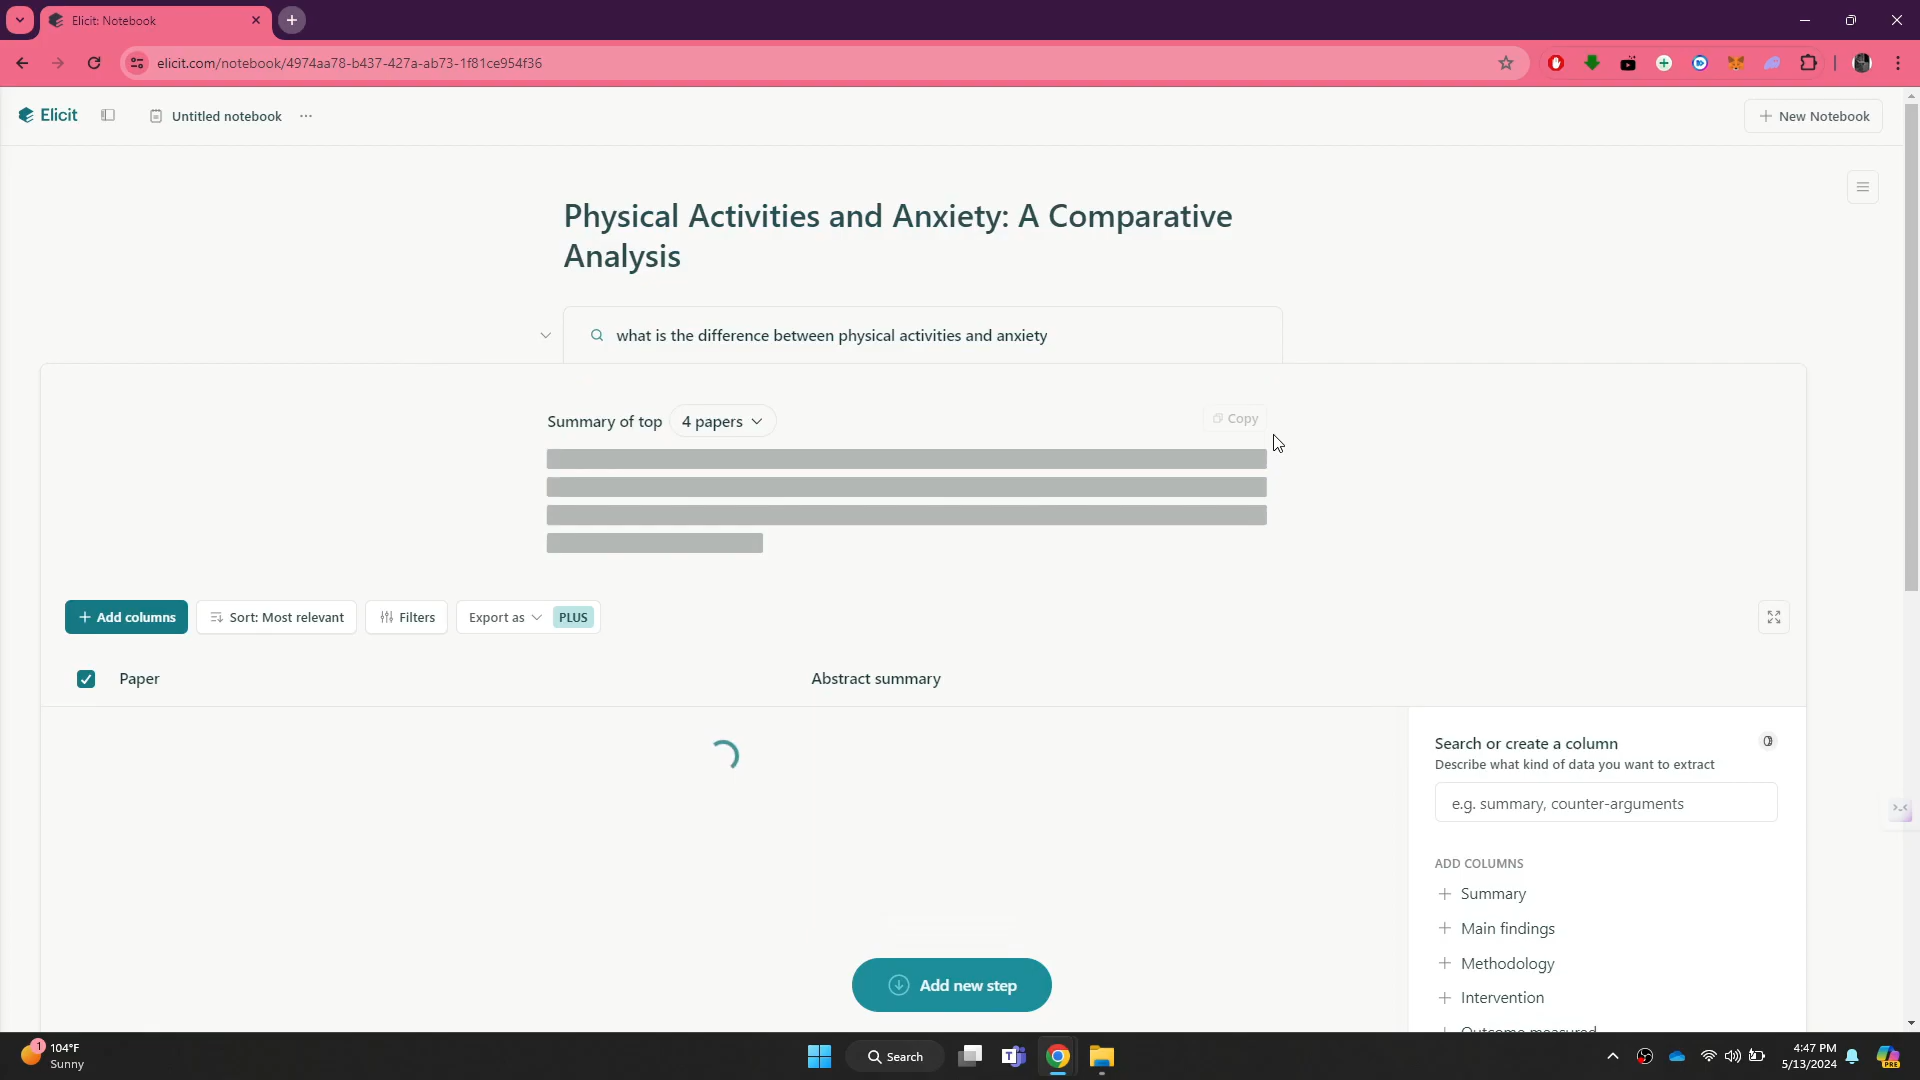 Elicit: Notebook
elicit.com/notebook/4974aa78-b437-427a-ab73-1f81ce954f36
Elicit
Untitled notebook
New Notebook
Physical Activities and Anxiety: A Comparative
Analysis
what is the difference between physical activities and anxiety
Summary of top 4 papers
Copy
Add columns
Sort: Most relevant
Filters
Export as PLUS
Paper
Abstract summary
Search or create a column
Describe what kind of data you want to extract
e.g. summary, counter-arguments
ADD COLUMNS
Summary
Main findings
Methodology
Intervention
Outcome measured
Add new step
1
104°F
Sunny
Search
4:47 PM
5/13/2024
PRE